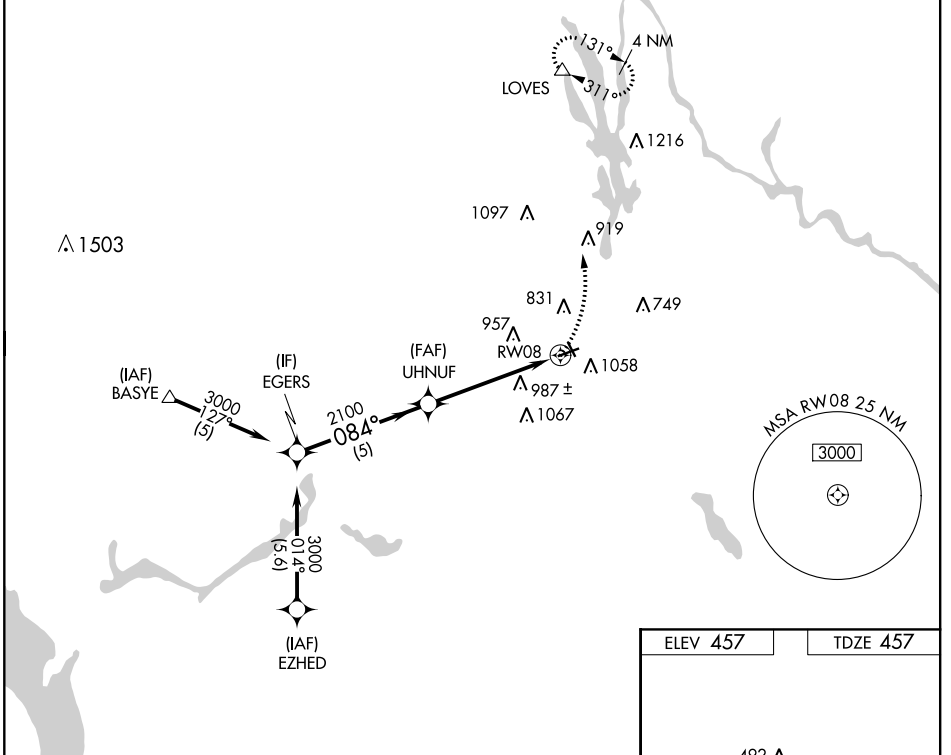 131°
4 NM
LOVES
311°
1216
1097
919
1503
831
749
957
RW08
(FAF)
UHNUF
(IF)
EGERS
1058
(IAF)
BASYE
3000
127°
(5)
987 ±
1067
2100
084°
(5)
MSA RW08 25 NM
3000
3000
014°
(5.6)
(IAF)
EZHED
ELEV 457
TDZE 457